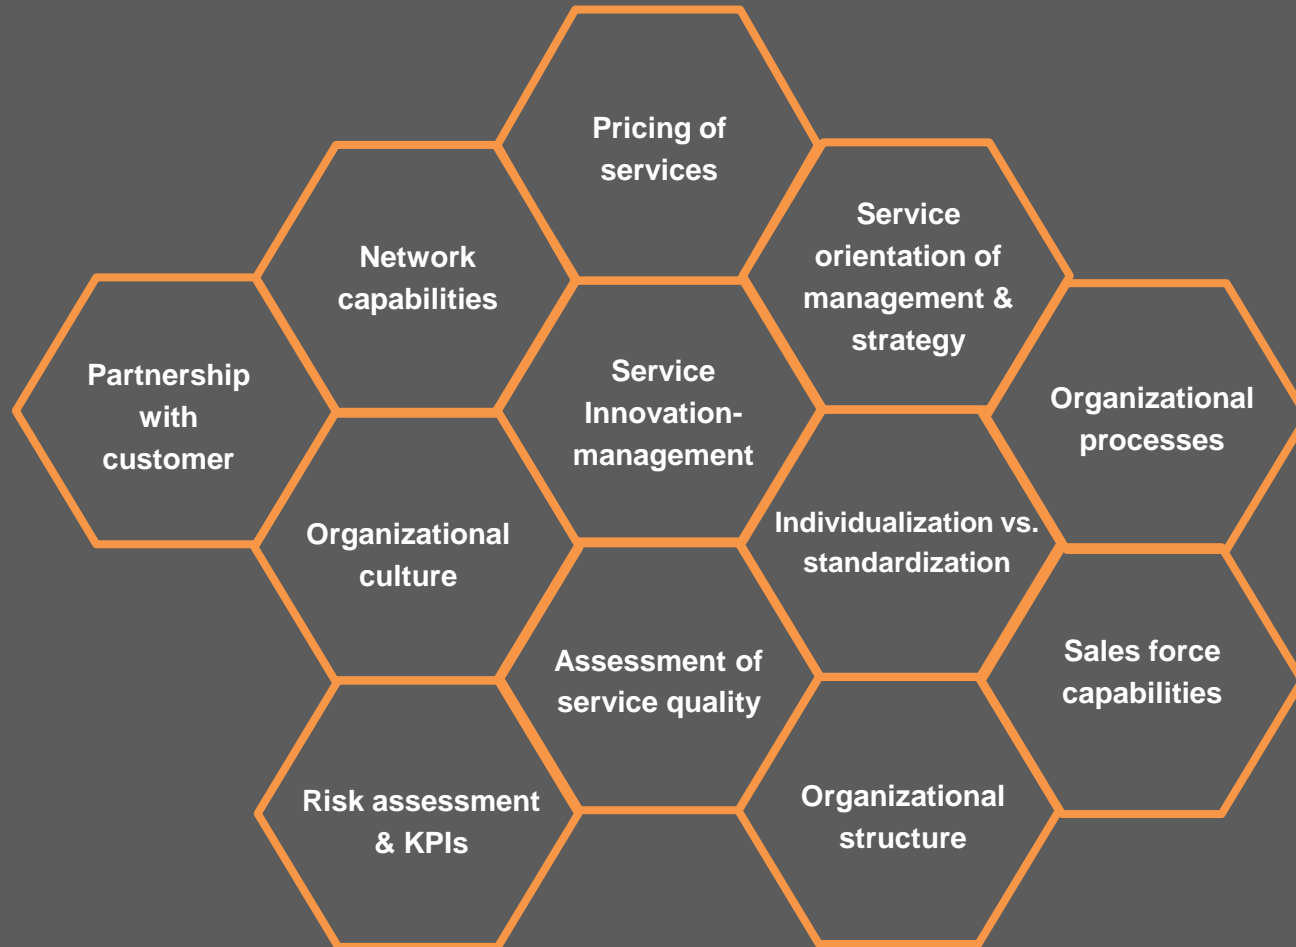 Pricing of
services
Network
capabilities
Service
orientation of
management &
strategy
Partnership
with
customer
Service
Innovation-
management
Organizational
processes
Organizational
culture
Individualization vs.
standardization
Assessment of
service quality
Sales force
capabilities
Risk assessment
& KPIs
Organizational
structure